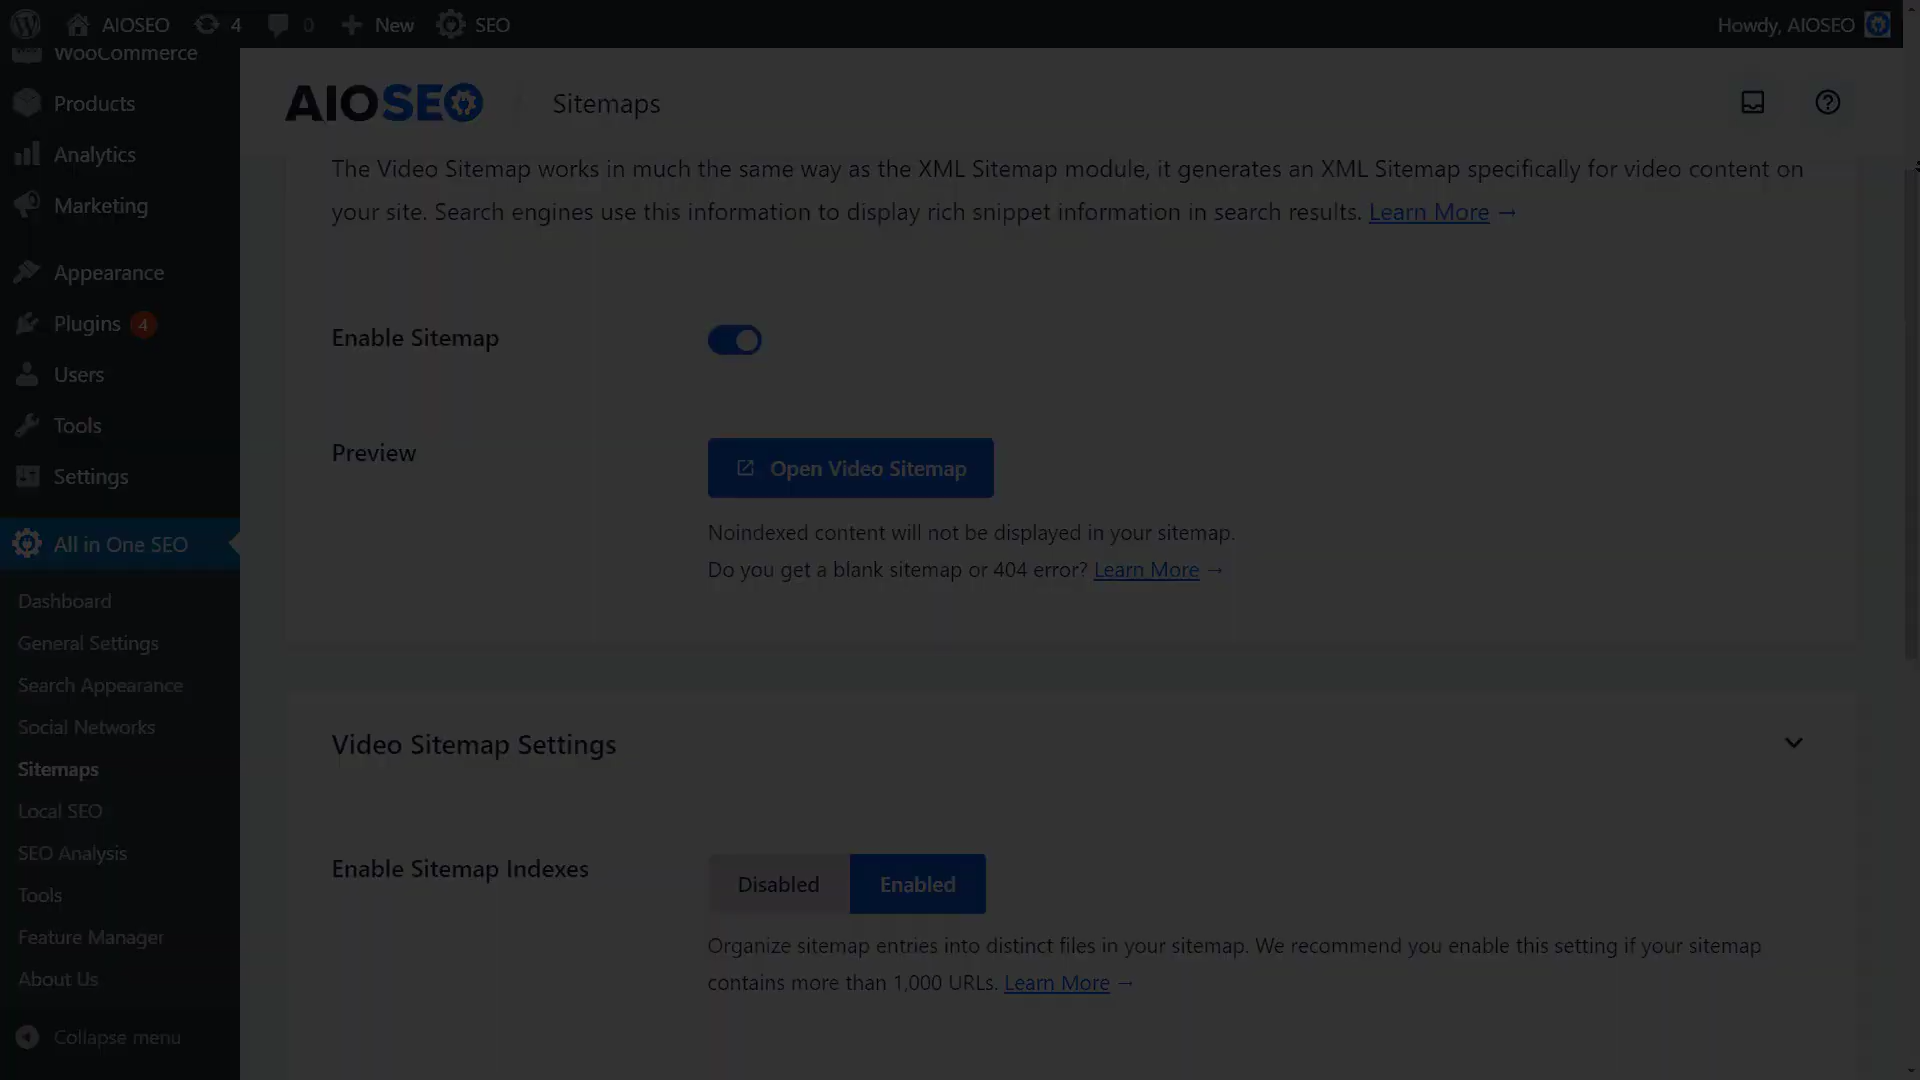 AIOSEO 4 0 New SEO Howdy, AIOSEO
WooCommerce
Products
Analytics
Marketing
Appearance
Plugins 4
Users
Tools
Settings
All in One SEO
Dashboard
General Settings
Search Appearance
Social Networks
Sitemaps
Local SEO
SEO Analysis
Tools
Feature Manager
About Us
Collapse menu
AIOSEO / Sitemaps
The Video Sitemap works in much the same way as the XML Sitemap module, it generates an XML Sitemap specifically for video content on
your site. Search engines use this information to display rich snippet information in search results. Learn More →
Enable Sitemap
Preview
Open Video Sitemap
Noindexed content will not be displayed in your sitemap.
Do you get a blank sitemap or 404 error? Learn More →
Video Sitemap Settings
Enable Sitemap Indexes
Disabled Enabled
Organize sitemap entries into distinct files in your sitemap. We recommend you enable this setting if your sitemap
contains more than 1,000 URLs. Learn More →